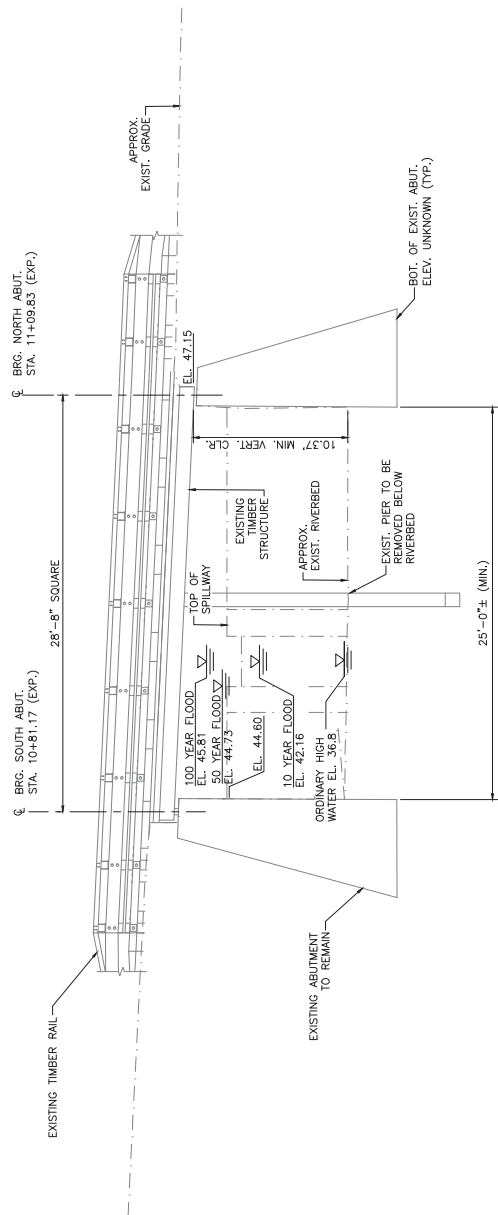 ℄ BRG. SOUTH ABUT.
STA. 10+81.17 (EXP.)
28'-8" SQUARE
℄ BRG. NORTH ABUT.
STA. 11+09.83 (EXP.)
EXISTING TIMBER RAIL
APPROX.
EXIST. GRADE
EL. 47.15
100 YEAR FLOOD
EL. 45.81
50 YEAR FLOOD
EL. 44.73
EL. 44.60
10 YEAR FLOOD
EL. 42.16
ORDINARY HIGH
WATER EL. 36.8
TOP OF
SPILLWAY
EXISTING
TIMBER
STRUCTURE
10.37' MIN. VERT. CLR.
APPROX.
EXIST. RIVERBED
EXIST. PIER TO BE
REMOVED BELOW
RIVERBED
EXISTING ABUTMENT
TO REMAIN
BOT. OF EXIST. ABUT.
ELEV. UNKNOWN (TYP.)
25'-0"± (MIN.)